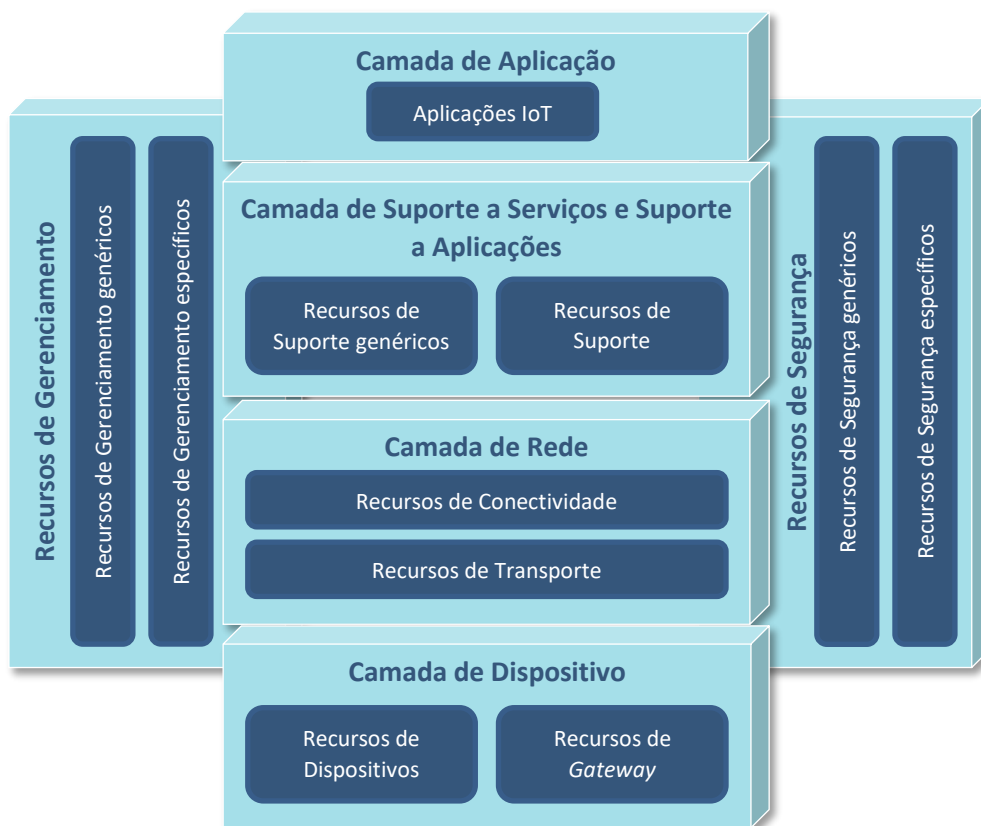 Camada de Aplicação
Aplicações IoT
Camada de Suporte a Serviços e Suporte
a Aplicações
Recursos de
Suporte genéricos
Recursos de
Suporte
Camada de Rede
Recursos de Conectividade
Recursos de Transporte
Camada de Dispositivo
Recursos de
Dispositivos
Recursos de
Gateway
Recursos de Gerenciamento
Recursos de Gerenciamento genéricos
Recursos de Gerenciamento específicos
Recursos de Segurança
Recursos de Segurança genéricos
Recursos de Segurança específicos